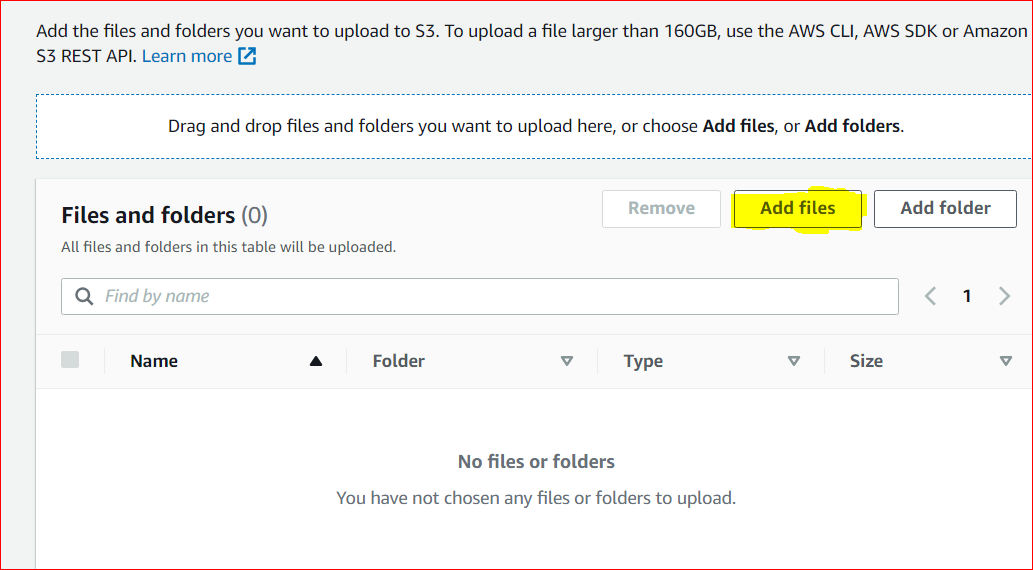 Add the files and folders you want to upload to S3. To upload a file larger than 160GB, use the AWS CLI, AWS SDK or Amazon
S3 REST API. Learn more
Drag and drop files and folders you want to upload here, or choose Add files, or Add folders.
Files and folders (0)
Remove
Add files
Add folder
All files and folders in this table will be uploaded.
Find by name
1
Name
Folder
Type
Size
No files or folders
You have not chosen any files or folders to upload.